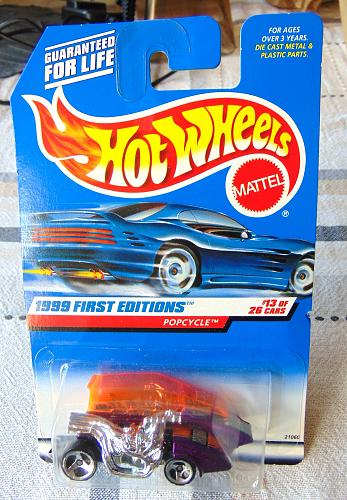 GUARANTEED
FOR LIFE
FOR AGES
OVER 3 YEARS.
DIE CAST METAL &
PLASTIC PARTS.
HOT WHEELS
MATTEL
®
1999 FIRST EDITIONS™
#13 OF
26 CARS
POPCYCLE™
21060